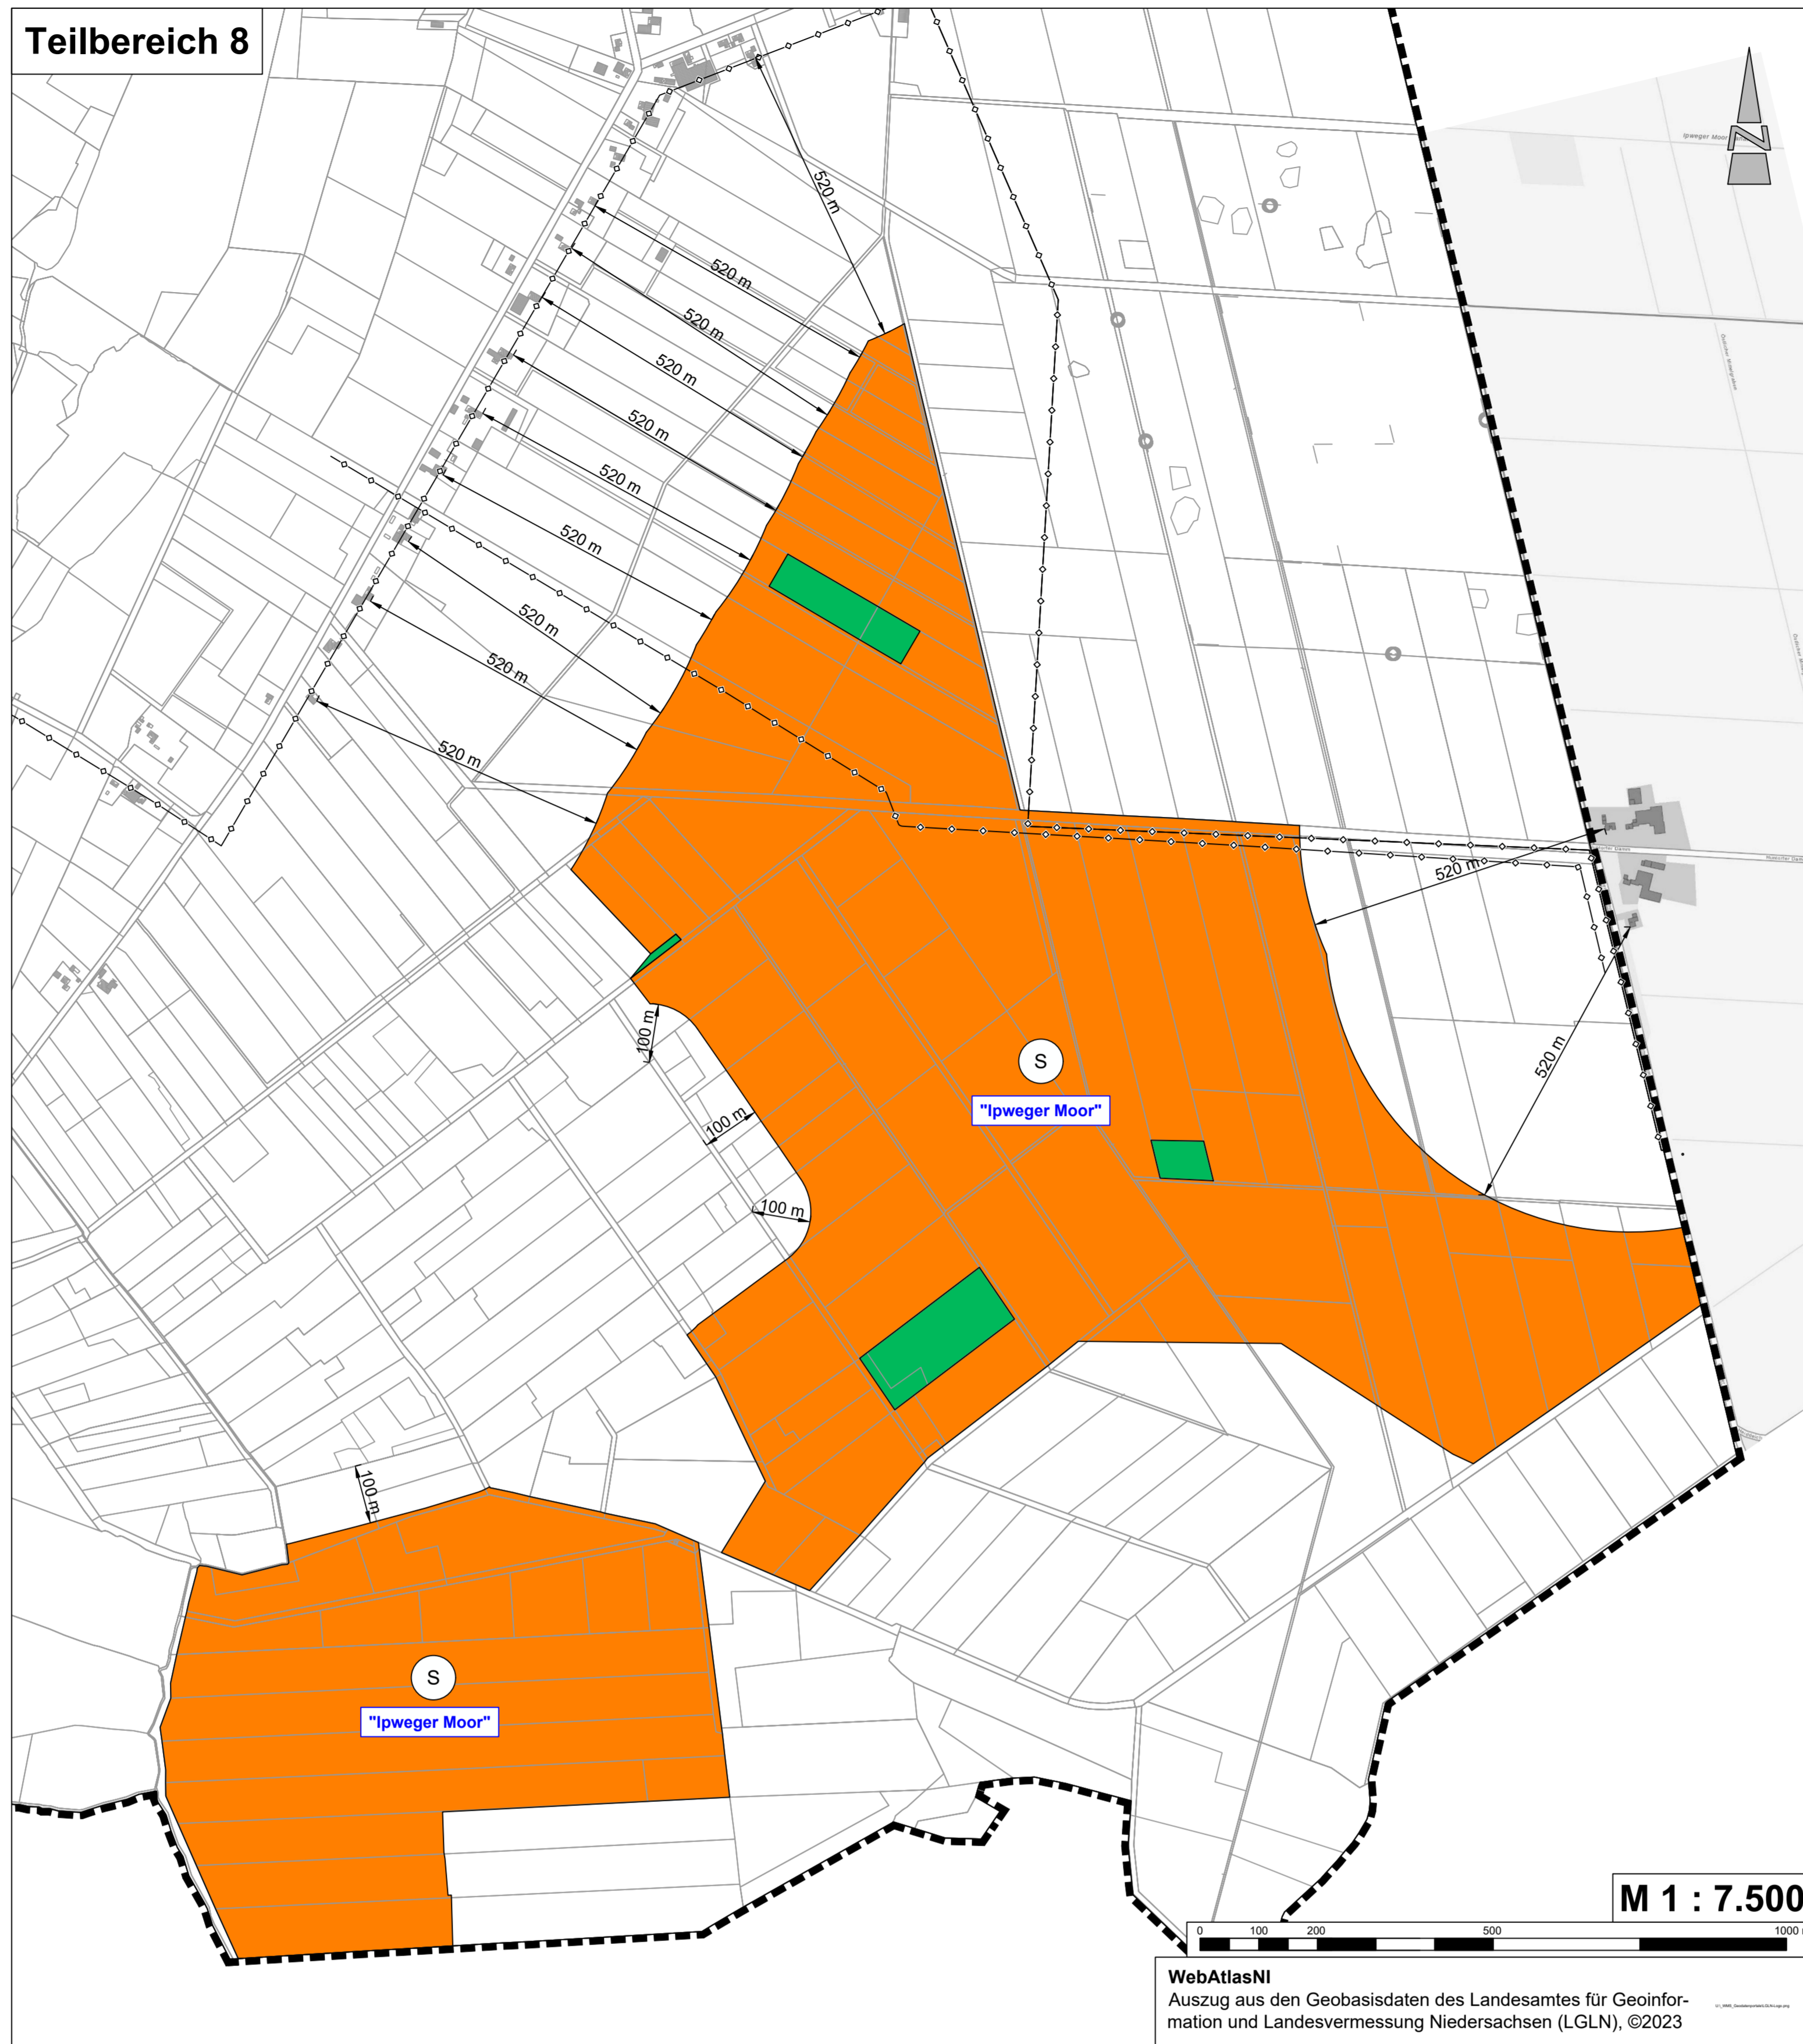 Teilbereich 8
Ipweger Moor
520 m
520 m
520 m
520 m
520 m
520 m
520 m
520 m
520 m
520 m
520 m
520 m
100 m
100 m
100 m
100 m
S
"Ipweger Moor"
S
"Ipweger Moor"
M 1 : 7.500
0 100 200 500 1000
WebAtlasNI
Auszug aus den Geobasisdaten des Landesamtes für Geoinfor-
mation und Landesvermessung Niedersachsen (LGLN), ©2023